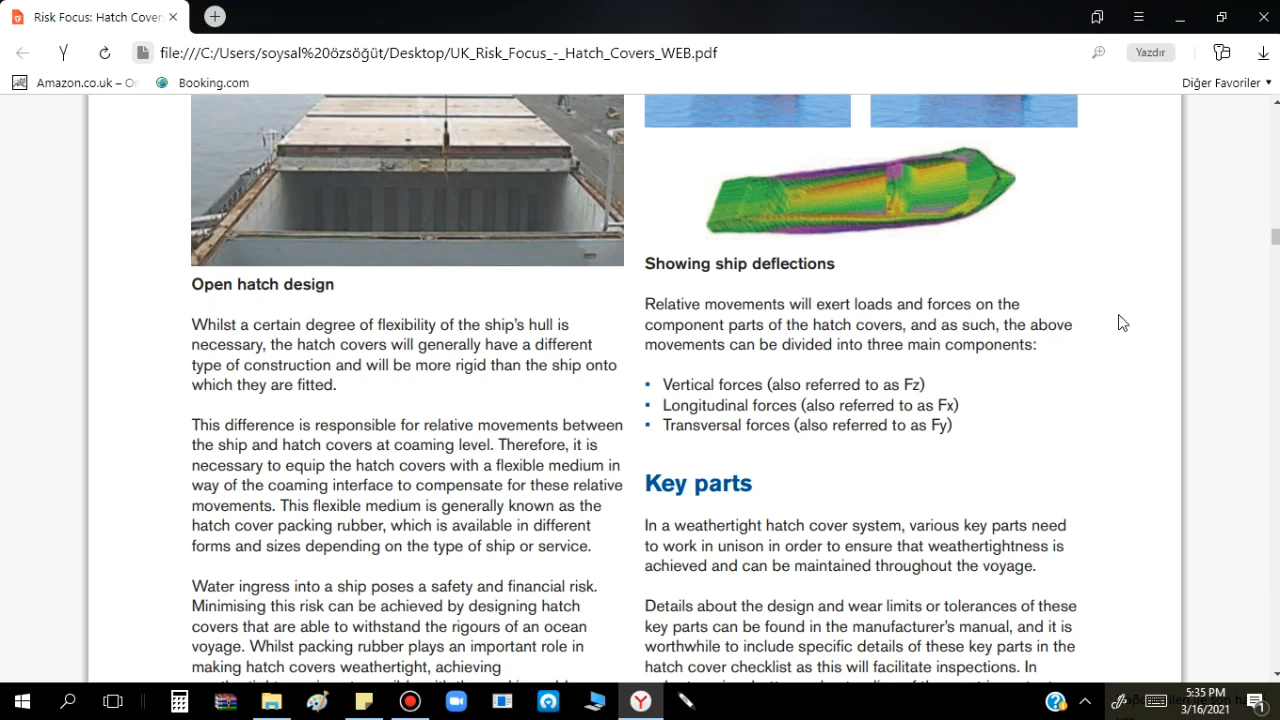 Risk Focus: Hatch Cover
file:///C:/Users/soysal%20özsöğüt/Desktop/UK_Risk_Focus_-_Hatch_Covers_WEB.pdf
Yazdır
Amazon.co.uk – O
Booking.com
Diğer Favoriler
Open hatch design
Whilst a certain degree of flexibility of the ship's hull is
necessary, the hatch covers will generally have a different
type of construction and will be more rigid than the ship onto
which they are fitted.
This difference is responsible for relative movements between
the ship and hatch covers at coaming level. Therefore, it is
necessary to equip the hatch covers with a flexible medium in
way of the coaming interface to compensate for these relative
movements. This flexible medium is generally known as the
hatch cover packing rubber, which is available in different
forms and sizes depending on the type of ship or service.
Water ingress into a ship poses a safety and financial risk.
Minimising this risk can be achieved by designing hatch
covers that are able to withstand the rigours of an ocean
voyage. Whilst packing rubber plays an important role in
making hatch covers weathertight, achieving
Showing ship deflections
Relative movements will exert loads and forces on the
component parts of the hatch covers, and as such, the above
movements can be divided into three main components:
• Vertical forces (also referred to as Fz)
• Longitudinal forces (also referred to as Fx)
• Transversal forces (also referred to as Fy)
Key parts
In a weathertight hatch cover system, various key parts need
to work in unison in order to ensure that weathertightness is
achieved and can be maintained throughout the voyage.
Details about the design and wear limits or tolerances of these
key parts can be found in the manufacturer's manual, and it is
worthwhile to include specific details of these key parts in the
hatch cover checklist as this will facilitate inspections. In
5:35 PM
3/16/2021